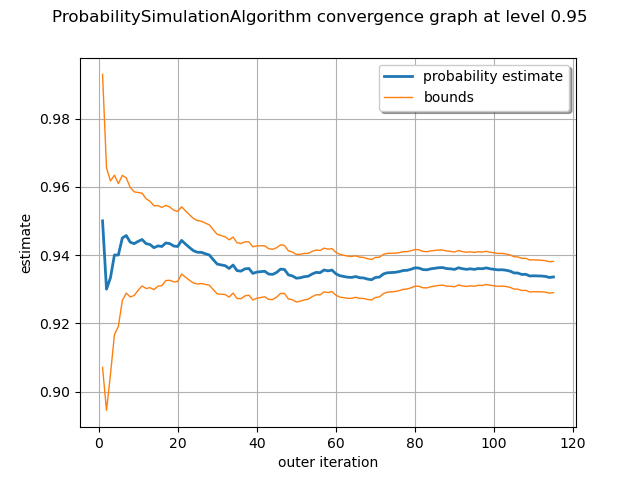 ProbabilitySimulationAlgorithm convergence graph at level 0.95
probability estimate
bounds
0.98
0.96
0.94
0.92
0.90
estimate
0 20 40 60 80 100 120
outer iteration